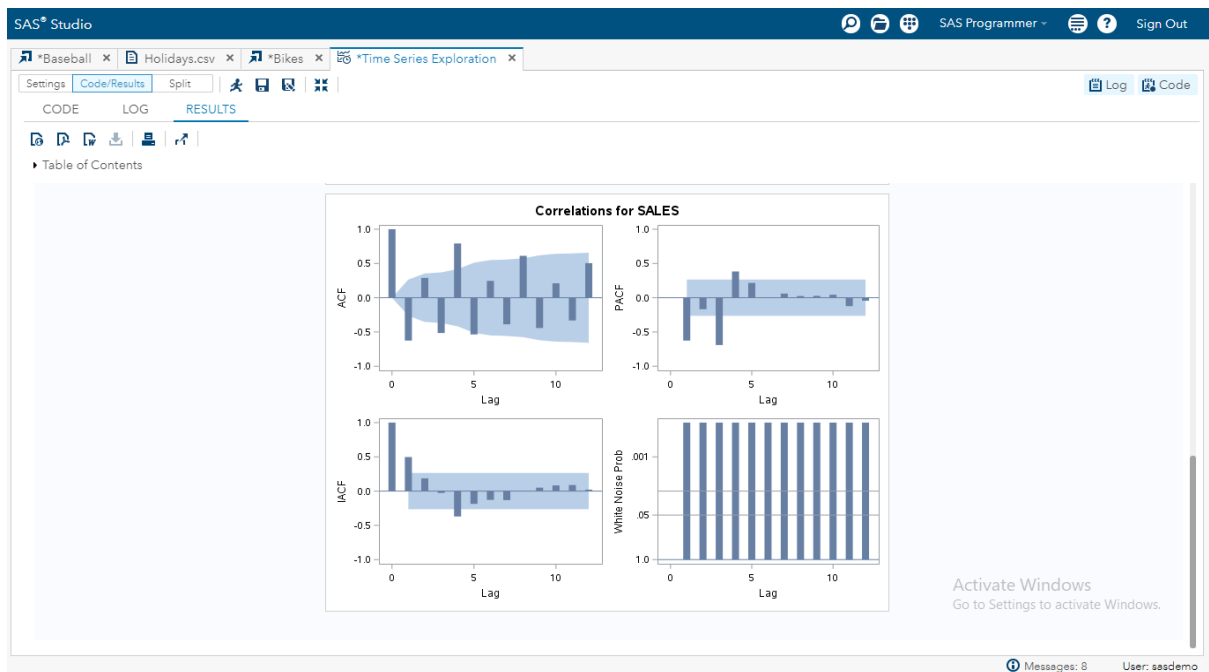 SAS® Studio
SAS Programmer
Sign Out
*Baseball
Holidays.csv
*Bikes
*Time Series Exploration
Settings
Code/Results
Split
Log
Code
CODE
LOG
RESULTS
Table of Contents
Correlations for SALES
1.0
0.5
0.0
-0.5
-1.0
ACF
0
5
10
Lag
1.0
0.5
0.0
-0.5
-1.0
PACF
0
5
10
Lag
1.0
0.5
0.0
-0.5
-1.0
IACF
0
5
10
Lag
.001
.05
1.0
White Noise Prob
0
5
10
Lag
Activate Windows
Go to Settings to activate Windows.
Messages: 8
User: sasdemo